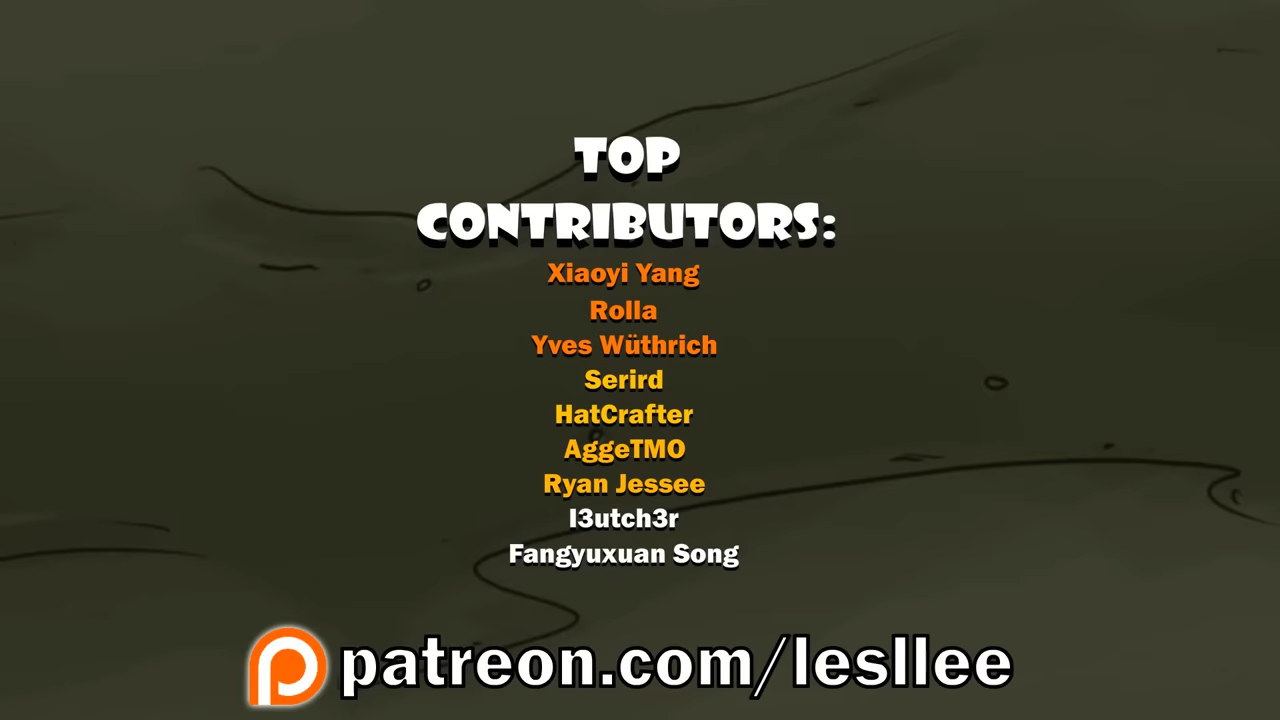 TOP
CONTRIBUTORS:
Xiaoyi Yang
Rolla
Yves Wüthrich
Serird
HatCrafter
AggeTMO
Ryan Jessee
I3utch3r
Fangyuxuan Song
patreon.com/lesllee